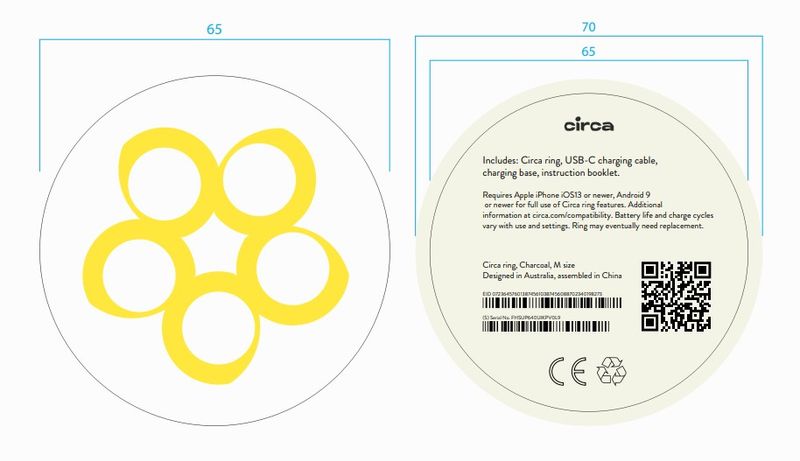 65
70
65
circa
Includes: Circa ring, USB-C charging cable,
charging base, instruction booklet.
Requires Apple iPhone iOS13 or newer, Android 9
or newer for full use of Circa ring features. Additional
information at circa.com/compatibility. Battery life and charge cycles
vary with use and settings. Ring may eventually need replacement.
Circa ring, Charcoal, M size
Designed in Australia, assembled in China
EID
(S) Serial No.
CE